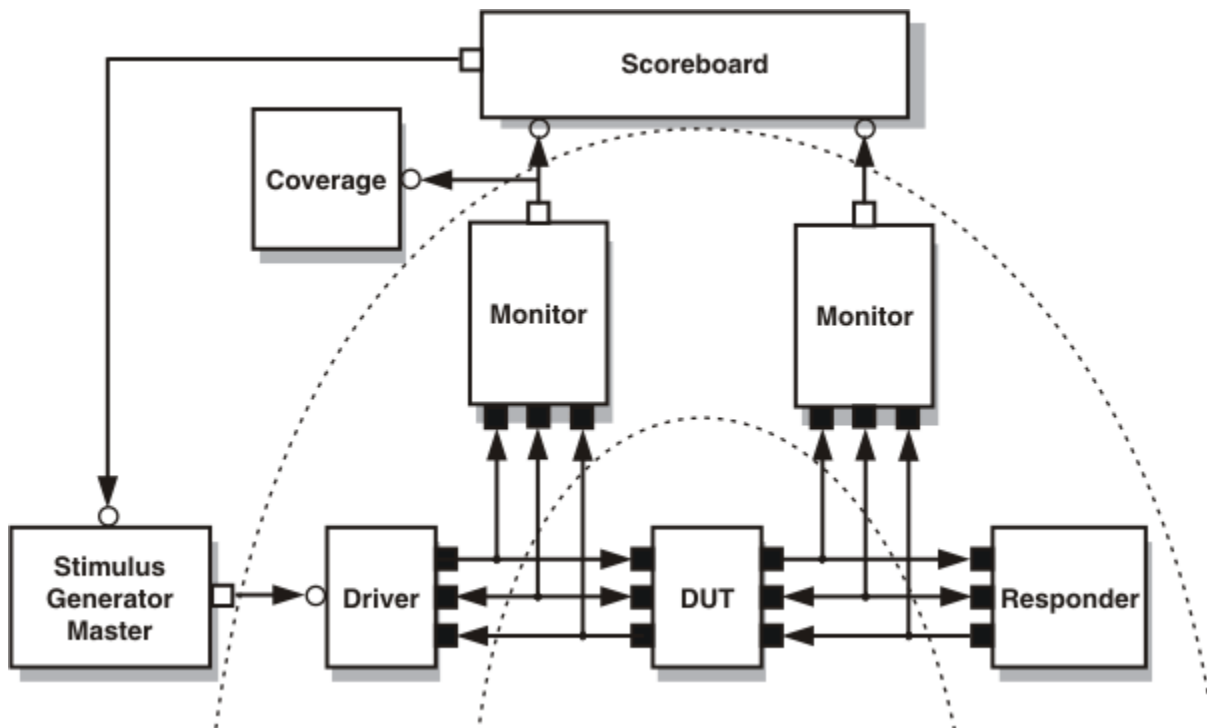 Scoreboard
Coverage
Monitor
Monitor
Stimulus
Generator
Master
Driver
DUT
Responder